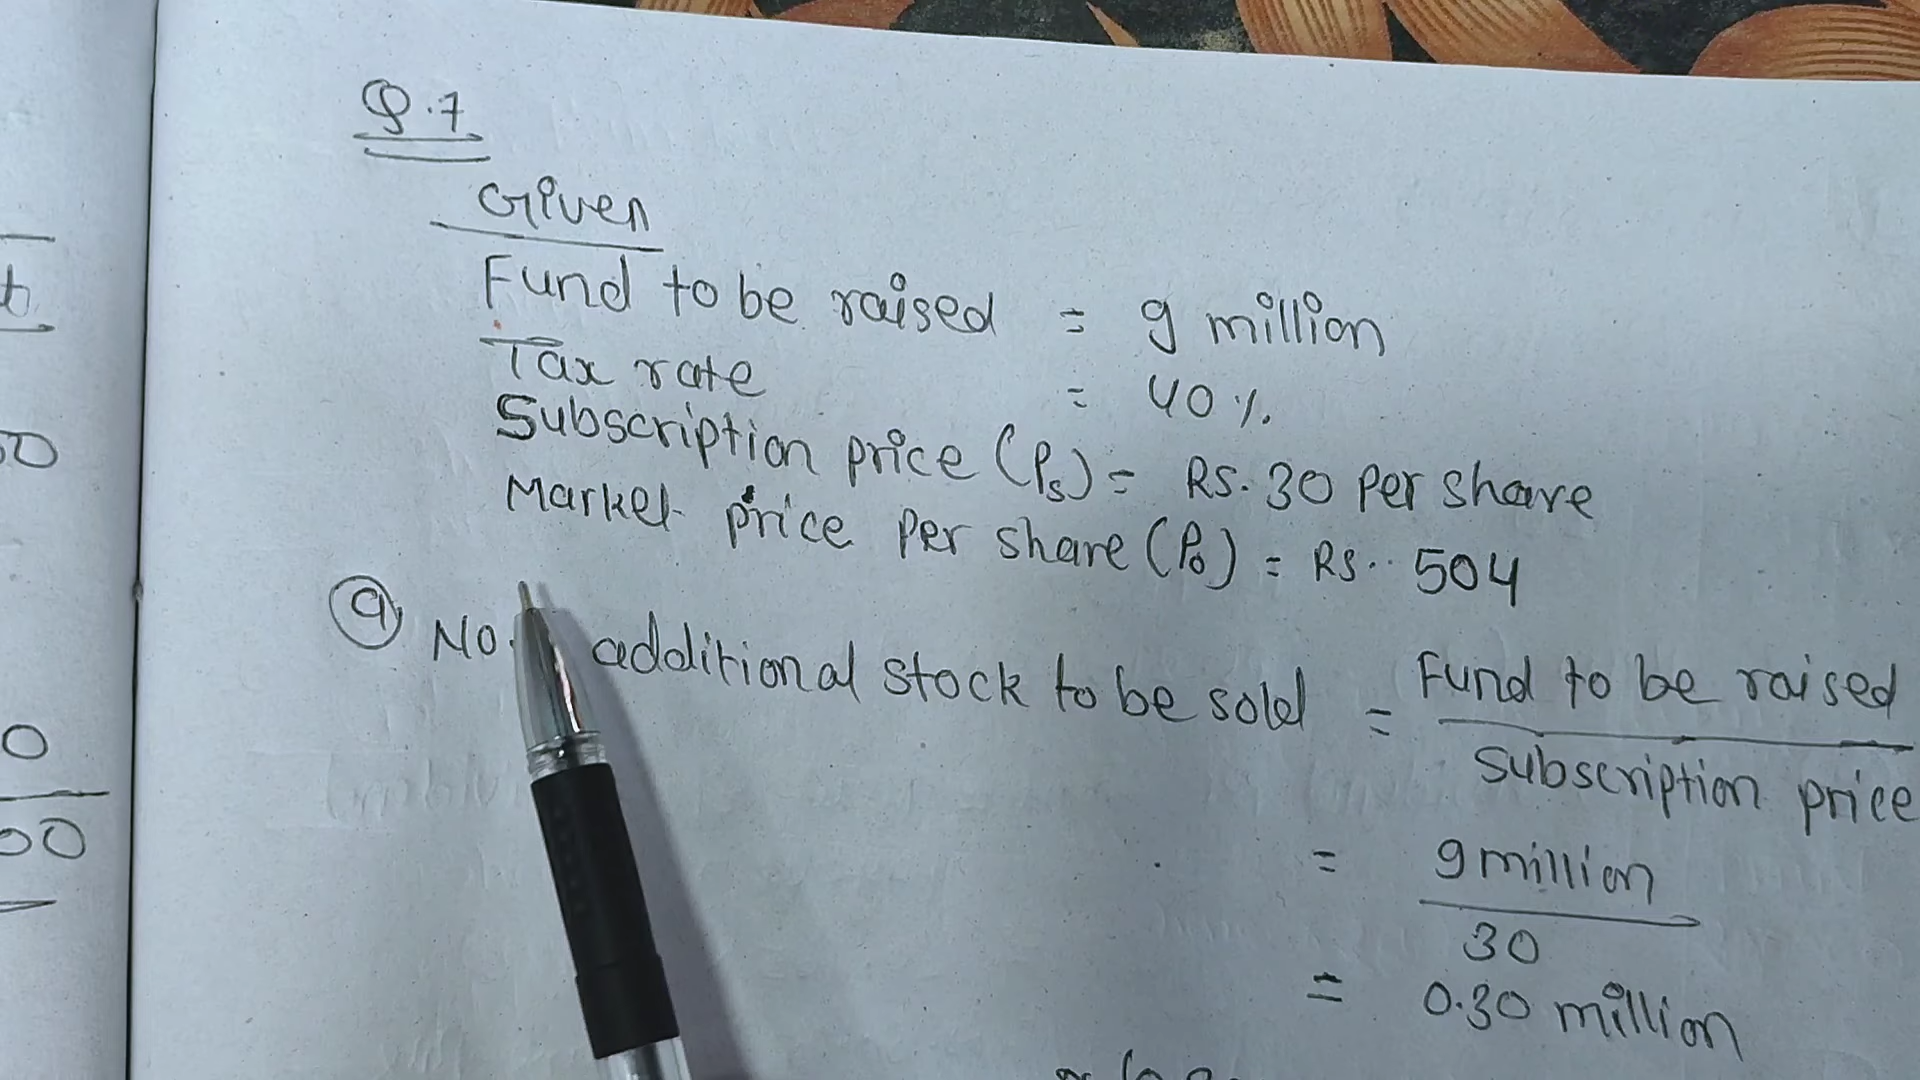 Q.7
Given
Fund to be raised = 9 million
Tax rate = 40%
Subscription price (Ps) = RS. 30 Per share
Market price Per share (P0) = RS. 504
(a) No. additional stock to be sold = Fund to be raised
Subscription price
= 9 million
30
= 0.30 million
0
00